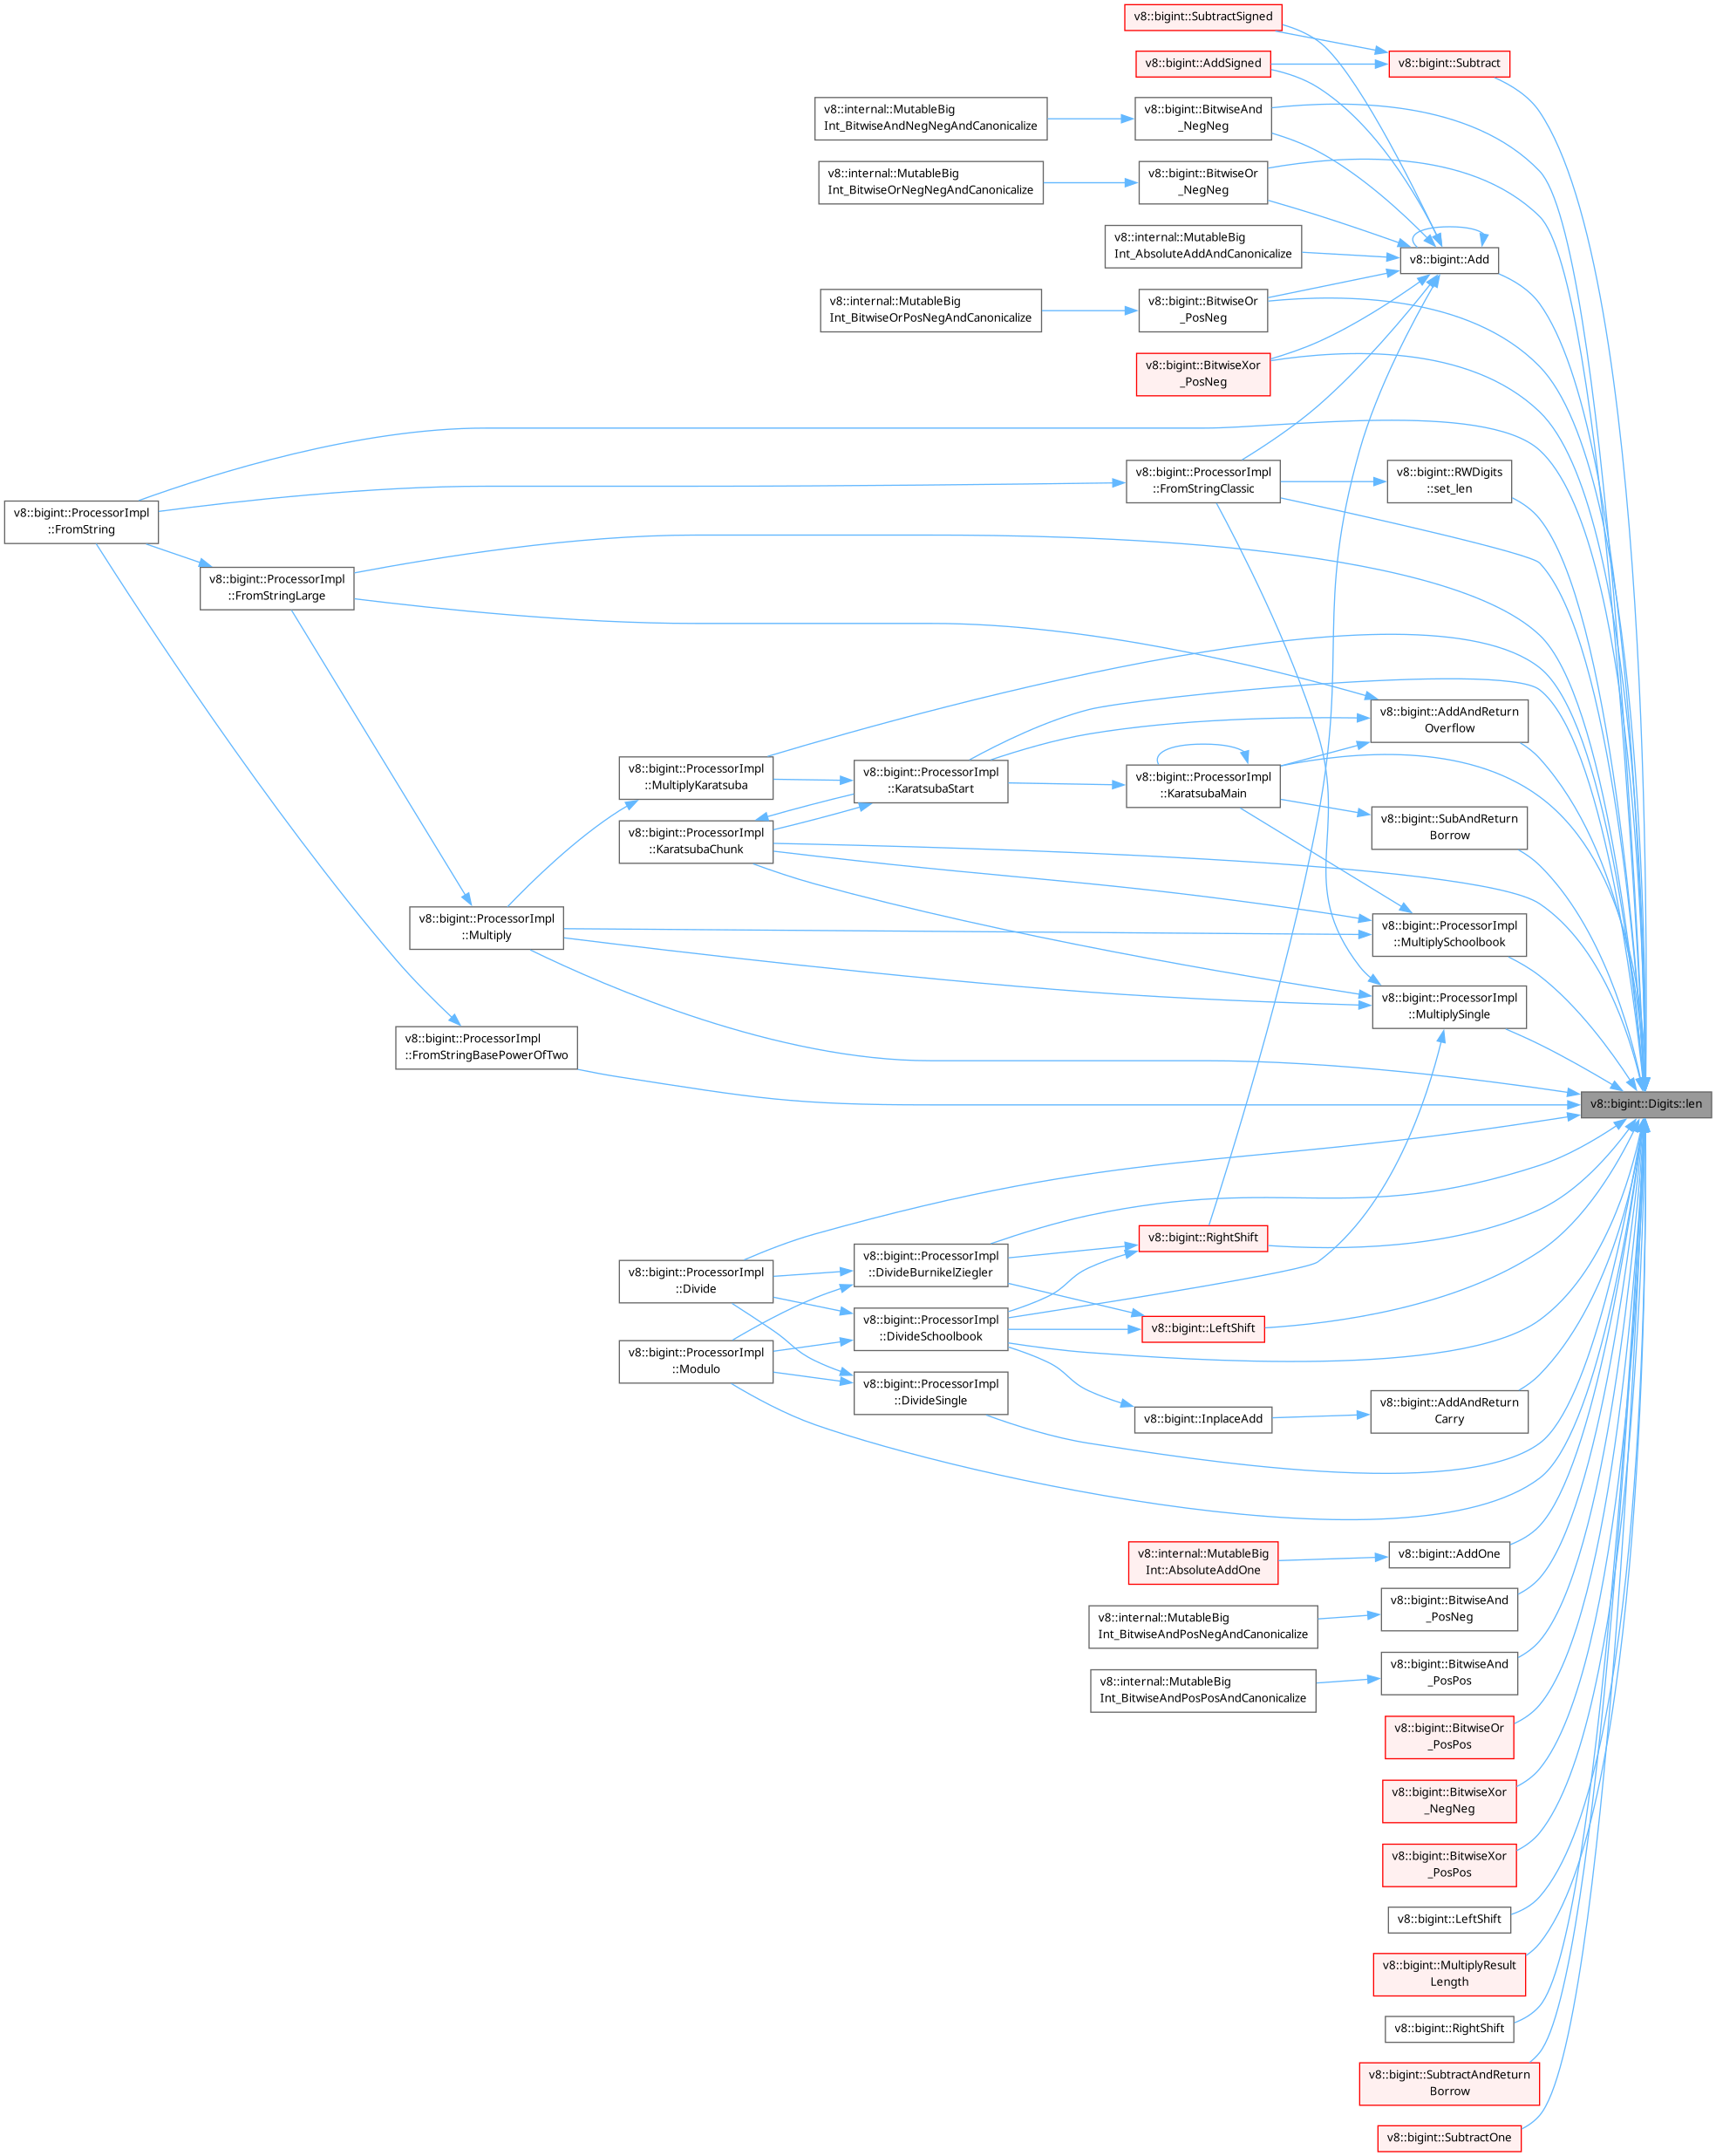 v8::bigint::SubtractSigned
v8::bigint::AddSigned
v8::bigint::Subtract
v8::internal::MutableBig
Int_BitwiseAndNegNegAndCanonicalize
v8::bigint::BitwiseAnd
_NegNeg
v8::internal::MutableBig
Int_BitwiseOrNegNegAndCanonicalize
v8::bigint::BitwiseOr
_NegNeg
v8::internal::MutableBig
Int_AbsoluteAddAndCanonicalize
v8::bigint::Add
v8::internal::MutableBig
Int_BitwiseOrPosNegAndCanonicalize
v8::bigint::BitwiseOr
_PosNeg
v8::bigint::BitwiseXor
_PosNeg
v8::bigint::ProcessorImpl
::FromStringClassic
v8::bigint::RWDigits
::set_len
v8::bigint::ProcessorImpl
::FromString
v8::bigint::ProcessorImpl
::FromStringLarge
v8::bigint::AddAndReturn
Overflow
v8::bigint::ProcessorImpl
::MultiplyKaratsuba
v8::bigint::ProcessorImpl
::KaratsubaStart
v8::bigint::ProcessorImpl
::KaratsubaMain
v8::bigint::ProcessorImpl
::KaratsubaChunk
v8::bigint::SubAndReturn
Borrow
v8::bigint::ProcessorImpl
::Multiply
v8::bigint::ProcessorImpl
::MultiplySchoolbook
v8::bigint::ProcessorImpl
::MultiplySingle
v8::bigint::ProcessorImpl
::FromStringBasePowerOfTwo
v8::bigint::Digits::len
v8::bigint::RightShift
v8::bigint::ProcessorImpl
::Divide
v8::bigint::ProcessorImpl
::DivideBurnikelZiegler
v8::bigint::ProcessorImpl
::DivideSchoolbook
v8::bigint::LeftShift
v8::bigint::ProcessorImpl
::Modulo
v8::bigint::ProcessorImpl
::DivideSingle
v8::bigint::InplaceAdd
v8::bigint::AddAndReturn
Carry
v8::internal::MutableBig
Int::AbsoluteAddOne
v8::bigint::AddOne
v8::internal::MutableBig
Int_BitwiseAndPosNegAndCanonicalize
v8::bigint::BitwiseAnd
_PosNeg
v8::internal::MutableBig
Int_BitwiseAndPosPosAndCanonicalize
v8::bigint::BitwiseAnd
_PosPos
v8::bigint::BitwiseOr
_PosPos
v8::bigint::BitwiseXor
_NegNeg
v8::bigint::BitwiseXor
_PosPos
v8::bigint::LeftShift
v8::bigint::MultiplyResult
Length
v8::bigint::RightShift
v8::bigint::SubtractAndReturn
Borrow
v8::bigint::SubtractOne